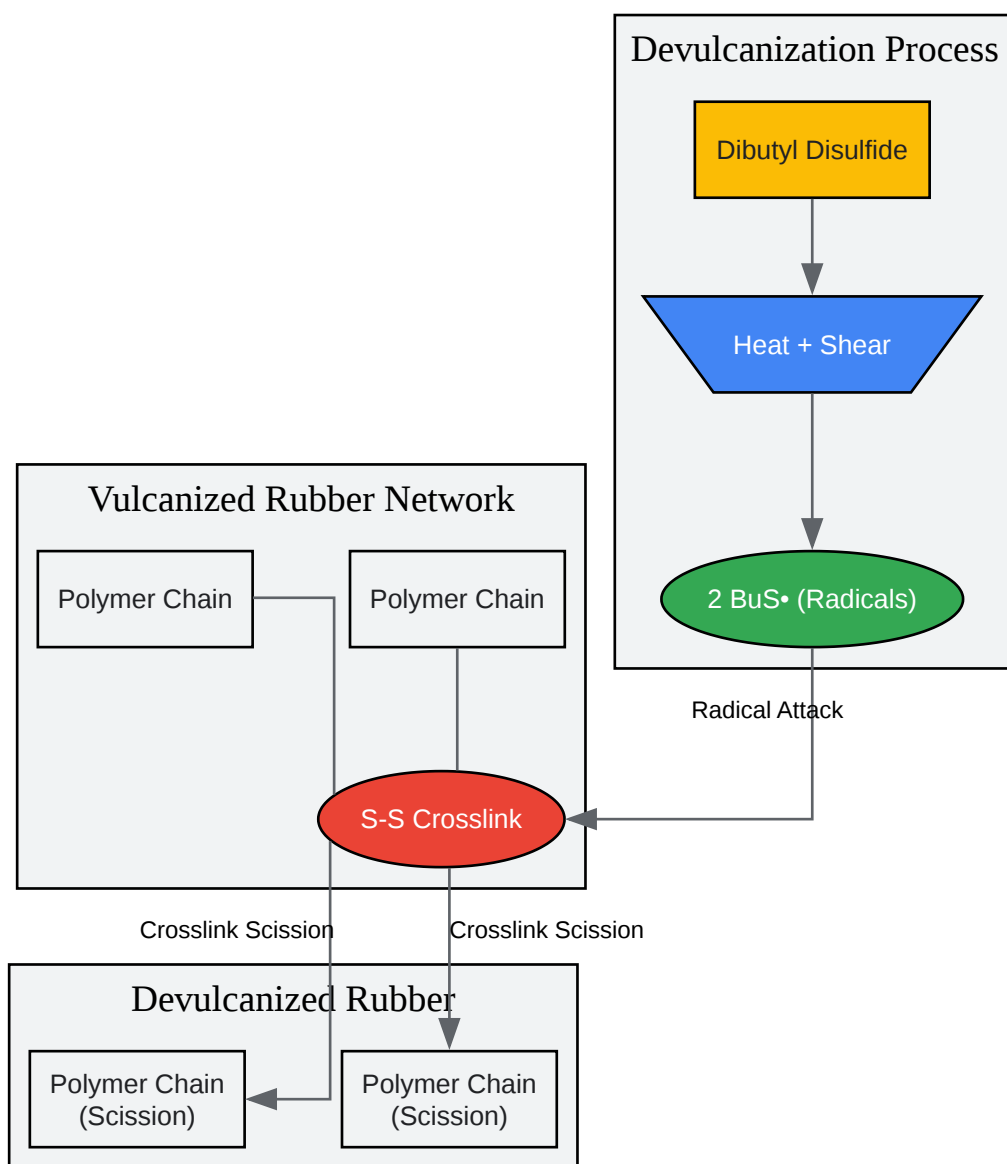 Devulcanization Process
Dibutyl Disulfide
Heat + Shear
2 BuS• (Radicals)
Radical Attack
Vulcanized Rubber Network
Polymer Chain
Polymer Chain
S-S Crosslink
Crosslink Scission
Crosslink Scission
Devulcanized Rubber
Polymer Chain
(Scission)
Polymer Chain
(Scission)